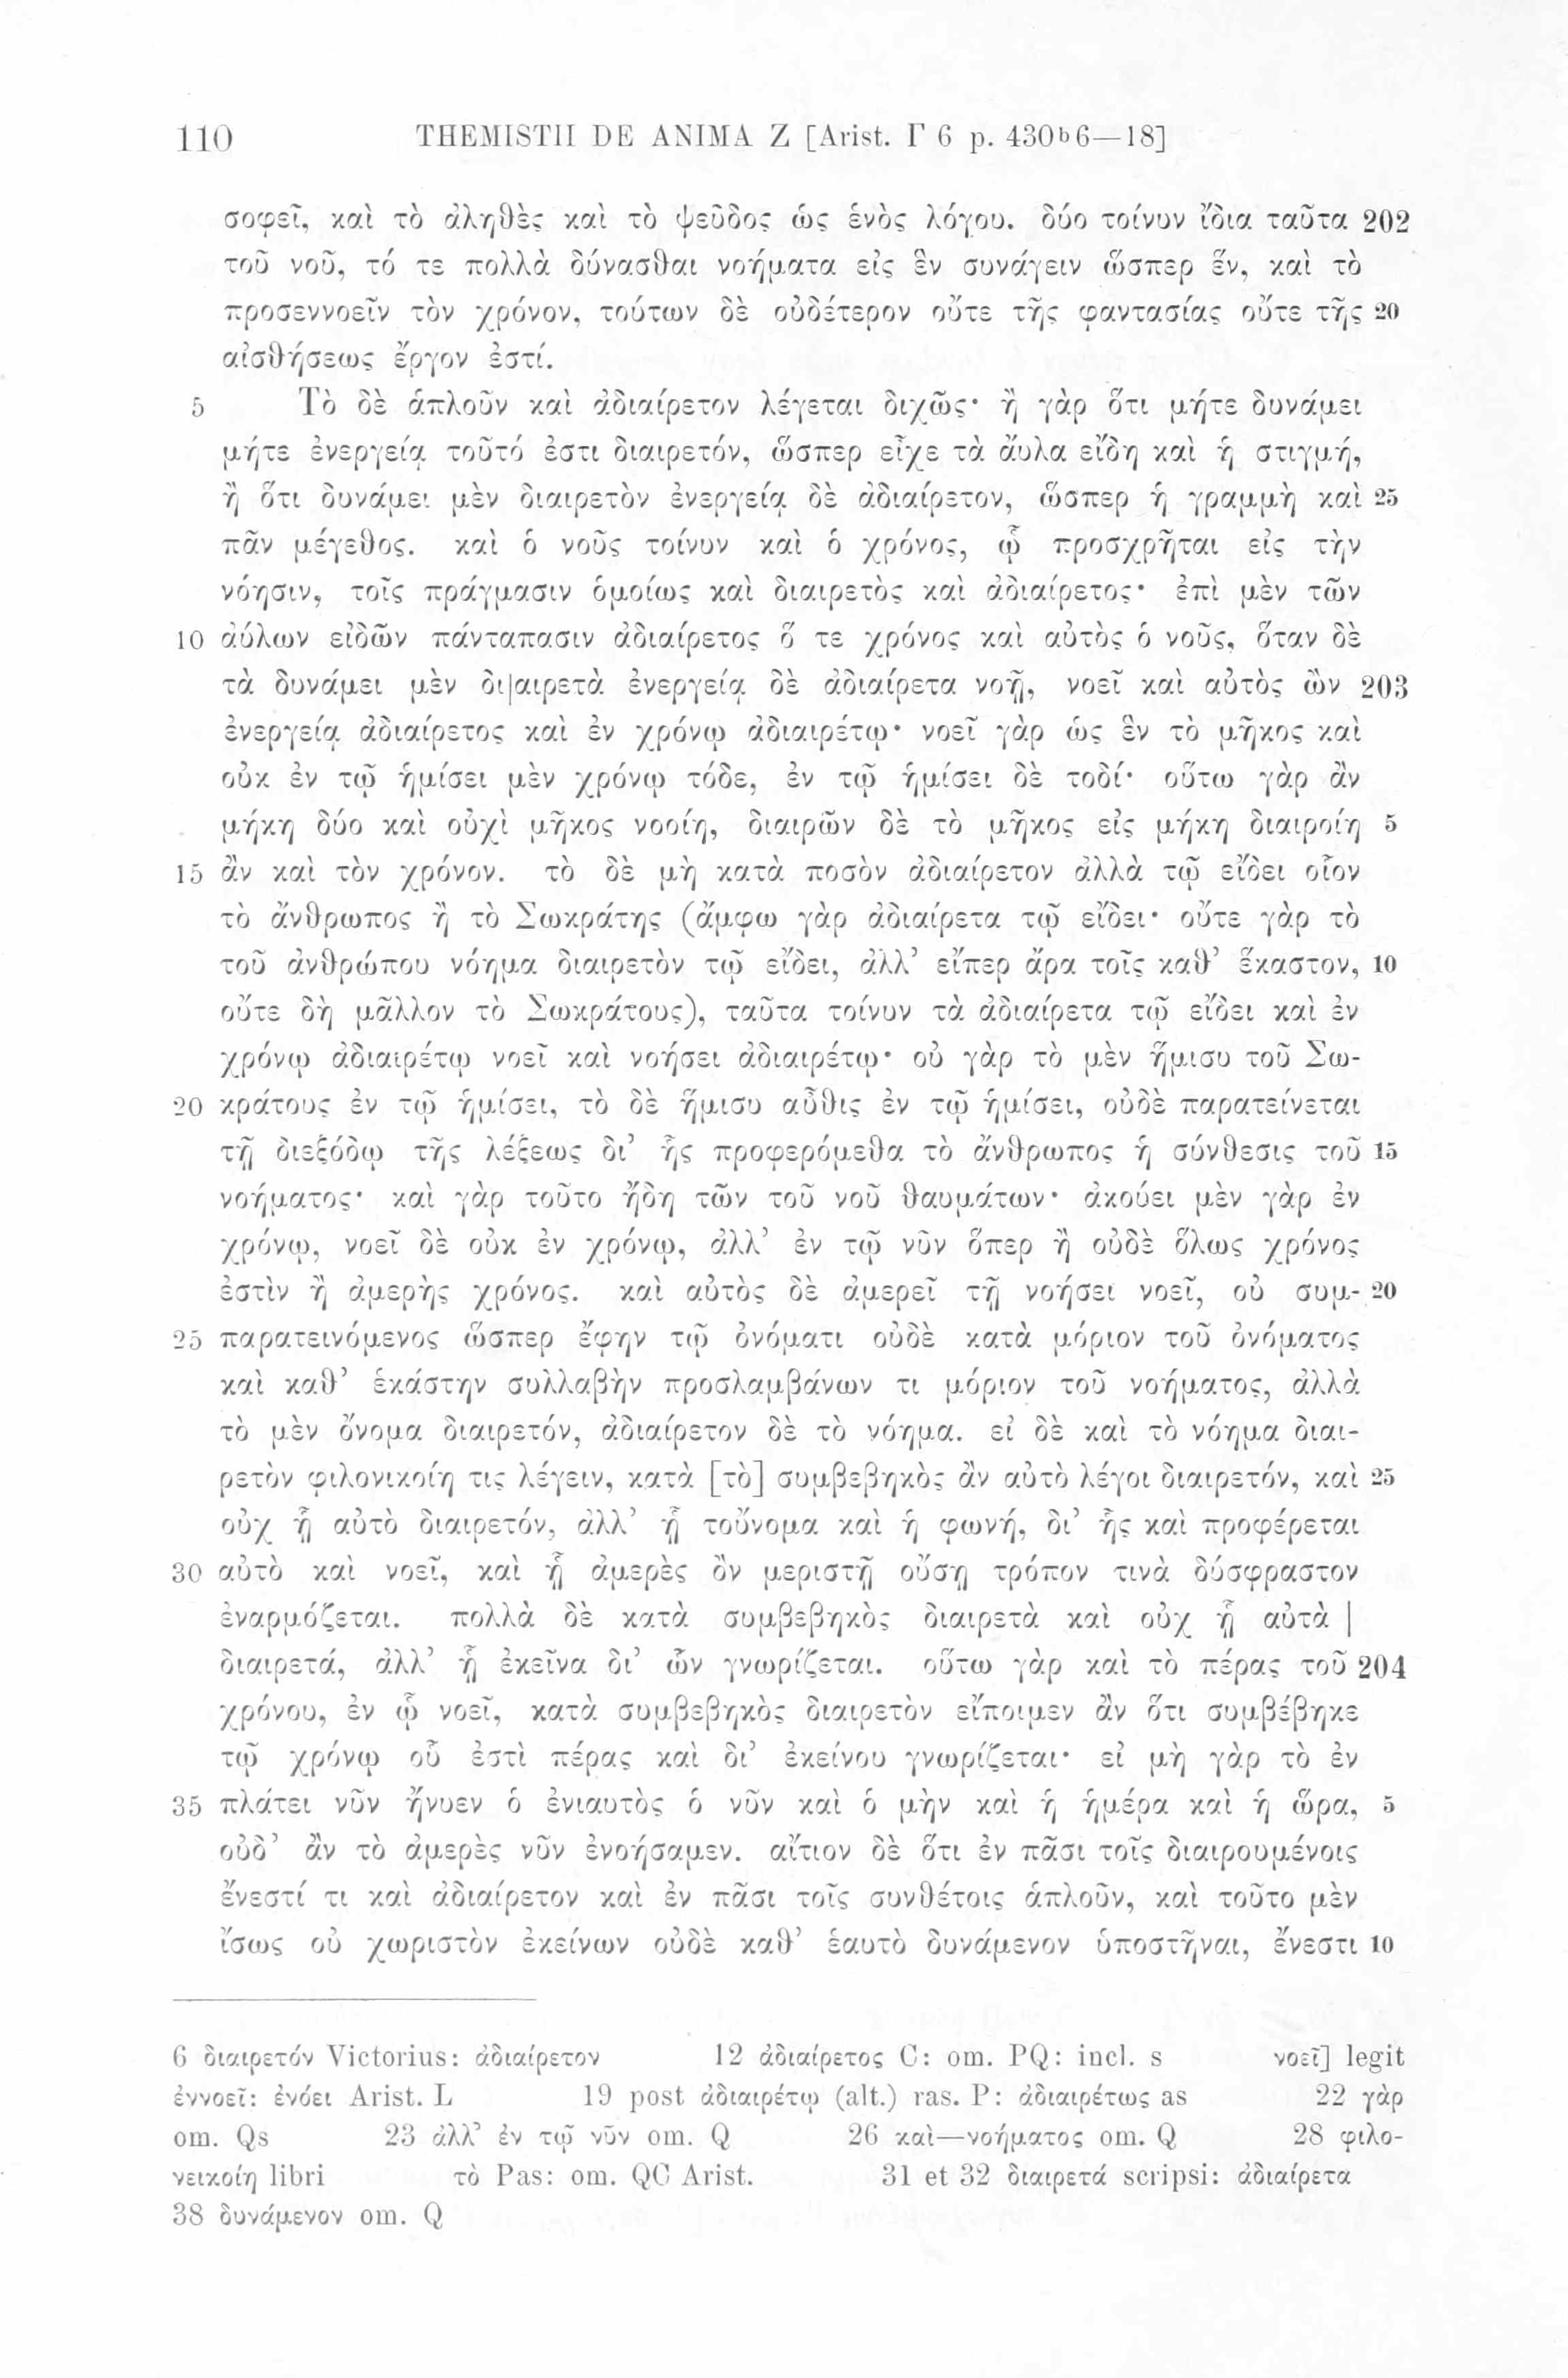 110 THEMISTII DE ANIMA Z [Arist. Γ 6 p. 430b6—18]
σοφεῖ, καὶ τὸ ἀληθὲς καὶ τὸ ψεῦδος ὡς ἑνὸς λόγου. δύο τοίνυν ἴδια ταῦτα 202
τοῦ νοῦ, τό τε πολλὰ δύνασθαι νοήματα εἰς ἓν συνάγειν ὥσπερ ἕν, καὶ τὸ
προσεννοεῖν τὸν χρόνον, τούτων δὲ οὐδέτερον οὔτε τῆς φαντασίας οὔτε τῆς 20
αἰσθήσεως ἔργον ἐστί.
5 Τὸ δὲ ἁπλοῦν καὶ ἀδιαίρετον λέγεται διχῶς· ἢ γὰρ ὅτι μήτε δυνάμει
μήτε ἐνεργείᾳ τοῦτό ἐστι διαιρετόν, ὥσπερ εἶχε τὰ ἄυλα εἴδη καὶ ἡ στιγμή,
ἢ ὅτι δυνάμει μὲν διαιρετὸν ἐνεργείᾳ δὲ ἀδιαίρετον, ὥσπερ ἡ γραμμὴ καὶ 25
πᾶν μέγεθος. καὶ ὁ νοῦς τοίνυν καὶ ὁ χρόνος, ᾧ προσχρῆται εἰς τὴν
νόησιν, τοῖς πράγμασιν ὁμοίως καὶ διαιρετὸς καὶ ἀδιαίρετος· ἐπὶ μὲν τῶν
10 ἀύλων εἰδῶν πάνταπασιν ἀδιαίρετος ὅ τε χρόνος καὶ αὐτὸς ὁ νοῦς, ὅταν δὲ
τὰ δυνάμει μὲν δι|αιρετὰ ἐνεργείᾳ δὲ ἀδιαίρετα νοῇ, νοεῖ καὶ αὐτὸς ὢν 203
ἐνεργείᾳ ἀδιαίρετος καὶ ἐν χρόνῳ ἀδιαιρέτῳ· νοεῖ γὰρ ὡς ἓν τὸ μῆκος καὶ
οὐκ ἐν τῷ ἡμίσει μὲν χρόνῳ τόδε, ἐν τῷ ἡμίσει δὲ τοδί· οὕτω γὰρ ἂν
μήκη δύο καὶ οὐχὶ μῆκος νοοίη, διαιρῶν δὲ τὸ μῆκος εἰς μήκη διαιροίη 5
15 ἂν καὶ τὸν χρόνον. τὸ δὲ μὴ κατὰ ποσὸν ἀδιαίρετον ἀλλὰ τῷ εἴδει οἷον
τὸ ἄνθρωπος ἢ τὸ Σωκράτης (ἄμφω γὰρ ἀδιαίρετα τῷ εἴδει· οὔτε γὰρ τὸ
τοῦ ἀνθρώπου νόημα διαιρετὸν τῷ εἴδει, ἀλλ’ εἴπερ ἄρα τοῖς καθ’ ἕκαστον, 10
οὔτε δὴ μᾶλλον τὸ Σωκράτους), ταῦτα τοίνυν τὰ ἀδιαίρετα τῷ εἴδει καὶ ἐν
χρόνῳ ἀδιαιρέτῳ νοεῖ καὶ νοήσει ἀδιαιρέτῳ· οὐ γὰρ τὸ μὲν ἥμισυ τοῦ Σω-
20 κράτους ἐν τῷ ἡμίσει, τὸ δὲ ἥμισυ αὖθις ἐν τῷ ἡμίσει, οὐδὲ παρατείνεται
τῇ διεξόδῳ τῆς λέξεως δι’ ἧς προφερόμεθα τὸ ἄνθρωπος ἡ σύνθεσις τοῦ 15
νοήματος· καὶ γὰρ τοῦτο ἤδη τῶν τοῦ νοῦ θαυμάτων· ἀκούει μὲν γὰρ ἐν
χρόνῳ, νοεῖ δὲ οὐκ ἐν χρόνῳ, ἀλλ’ ἐν τῷ νῦν ὅπερ ἢ οὐδὲ ὅλως χρόνος
ἐστὶν ἢ ἀμερὴς χρόνος. καὶ αὐτὸς δὲ ἀμερεῖ τῇ νοήσει νοεῖ, οὐ συμ- 20
25 παρατεινόμενος ὥσπερ ἔφην τῷ ὀνόματι οὐδὲ κατὰ μόριον τοῦ ὀνόματος
καὶ καθ’ ἑκάστην συλλαβὴν προσλαμβάνων τι μόριον τοῦ νοήματος, ἀλλὰ
τὸ μὲν ὄνομα διαιρετόν, ἀδιαίρετον δὲ τὸ νόημα. εἰ δὲ καὶ τὸ νόημα διαι-
ρετὸν φιλονικοίη τις λέγειν, κατὰ [τὸ] συμβεβηκὸς ἂν αὐτὸ λέγοι διαιρετόν, καὶ 25
οὐχ ᾗ αὐτὸ διαιρετόν, ἀλλ’ ᾗ τοὔνομα καὶ ἡ φωνή, δι’ ἧς καὶ προφέρεται
30 αὐτὸ καὶ νοεῖ, καὶ ᾗ ἀμερὲς ὂν μεριστῇ οὔσῃ τρόπον τινὰ δύσφραστον
ἐναρμόζεται. πολλὰ δὲ κατὰ συμβεβηκὸς διαιρετὰ καὶ οὐχ ᾗ αὐτὰ |
διαιρετά, ἀλλ’ ᾗ ἐκεῖνα δι’ ὧν γνωρίζεται. οὕτω γὰρ καὶ τὸ πέρας τοῦ 204
χρόνου, ἐν ᾧ νοεῖ, κατὰ συμβεβηκὸς διαιρετὸν εἴποιμεν ἂν ὅτι συμβέβηκε
τῷ χρόνῳ οὗ ἐστὶ πέρας καὶ δι’ ἐκείνου γνωρίζεται· εἰ μὴ γὰρ τὸ ἐν
35 πλάτει νῦν ἤνυεν ὁ ἐνιαυτὸς ὁ νῦν καὶ ὁ μὴν καὶ ἡ ἡμέρα καὶ ἡ ὥρα, 5
οὐδ’ ἂν τὸ ἀμερὲς νῦν ἐνοήσαμεν. αἴτιον δὲ ὅτι ἐν πᾶσι τοῖς διαιρουμένοις
ἔνεστί τι καὶ ἀδιαίρετον καὶ ἐν πᾶσι τοῖς συνθέτοις ἁπλοῦν, καὶ τοῦτο μὲν
ἴσως οὐ χωριστὸν ἐκείνων οὐδὲ καθ’ ἑαυτὸ δυνάμενον ὑποστῆναι, ἔνεστι 10
6 διαιρετόν Victorius: ἀδιαίρετον 12 ἀδιαίρετος C: om. PQ: incl. s νοεῖ] legit
ἐννοεῖ: ἐνόει Arist. L 19 post ἀδιαιρέτῳ (alt.) ras. P: ἀδιαιρέτως as 22 γὰρ
om. Qs 23 ἀλλ’ ἐν τῷ νῦν om. Q 26 καὶ—νοήματος om. Q 28 φιλο-
νεικοίη libri τὸ Pas: om. QC Arist. 31 et 32 διαιρετά scripsi: ἀδιαίρετα
38 δυνάμενον om. Q